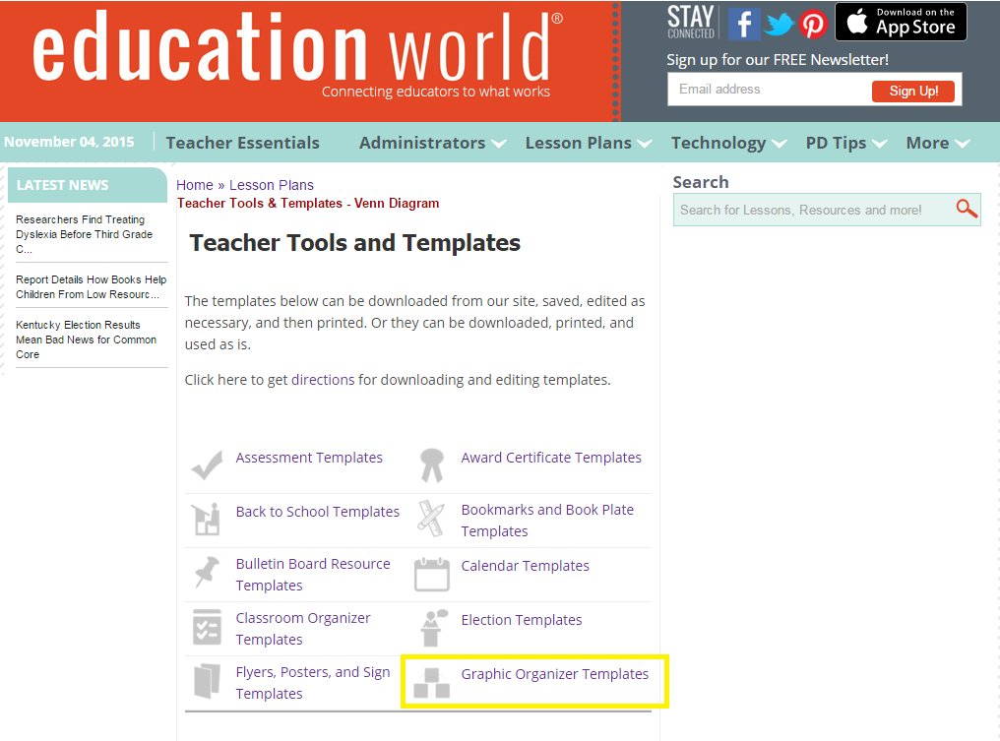 education world®
Connecting educators to what works
STAY
CONNECTED
Download on the
App Store
Sign up for our FREE Newsletter!
Email address
Sign Up!
November 04, 2015
Teacher Essentials
Administrators
Lesson Plans
Technology
PD Tips
More
LATEST NEWS
Researchers Find Treating
Dyslexia Before Third Grade
C...
Report Details How Books Help
Children From Low Resourc...
Kentucky Election Results
Mean Bad News for Common
Core
Home » Lesson Plans
Teacher Tools & Templates - Venn Diagram
Teacher Tools and Templates
The templates below can be downloaded from our site, saved, edited as
necessary, and then printed. Or they can be downloaded, printed, and
used as is.
Click here to get directions for downloading and editing templates.
Assessment Templates
Award Certificate Templates
Back to School Templates
Bookmarks and Book Plate
Templates
Bulletin Board Resource
Templates
Calendar Templates
Classroom Organizer
Templates
Election Templates
Flyers, Posters, and Sign
Templates
Graphic Organizer Templates
Search
Search for Lessons, Resources and more!